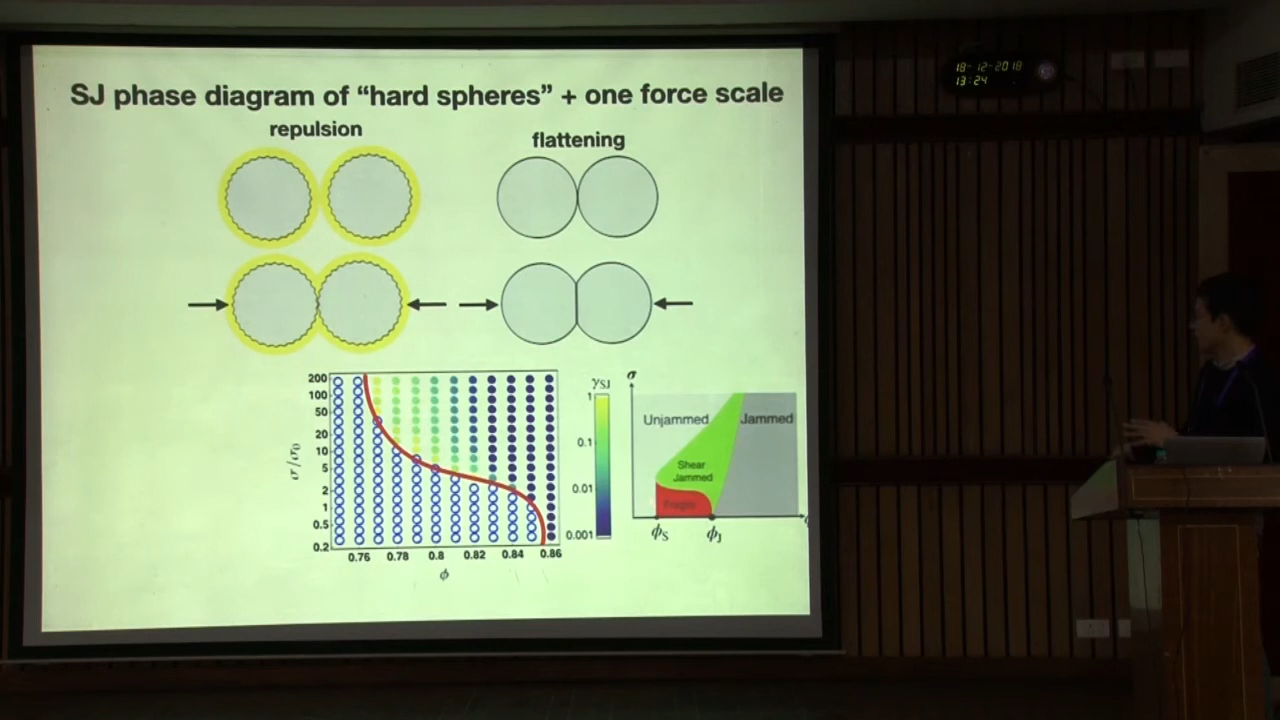 18-12-2018
13:24
SJ phase diagram of “hard spheres” + one force scale
repulsion
flattening
200
100
50
20
10
5
2
1
0.5
0.2
σ/σ₀
0.76 0.78 0.8 0.82 0.84 0.86
ϕ
γSJ
1
0.1
0.01
0.001
σ
Unjammed
Jammed
Shear
Jammed
Fragile
ϕS
ϕJ